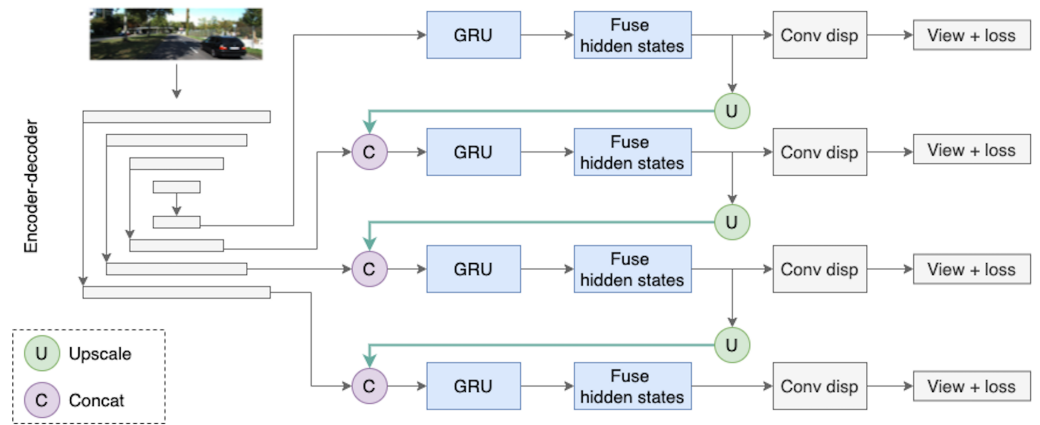 GRU
Fuse
hidden states
Conv disp
View + loss
U
C
GRU
Fuse
hidden states
Conv disp
View + loss
U
C
GRU
Fuse
hidden states
Conv disp
View + loss
U
C
GRU
Fuse
hidden states
Conv disp
View + loss
Encoder-decoder
U Upscale
C Concat